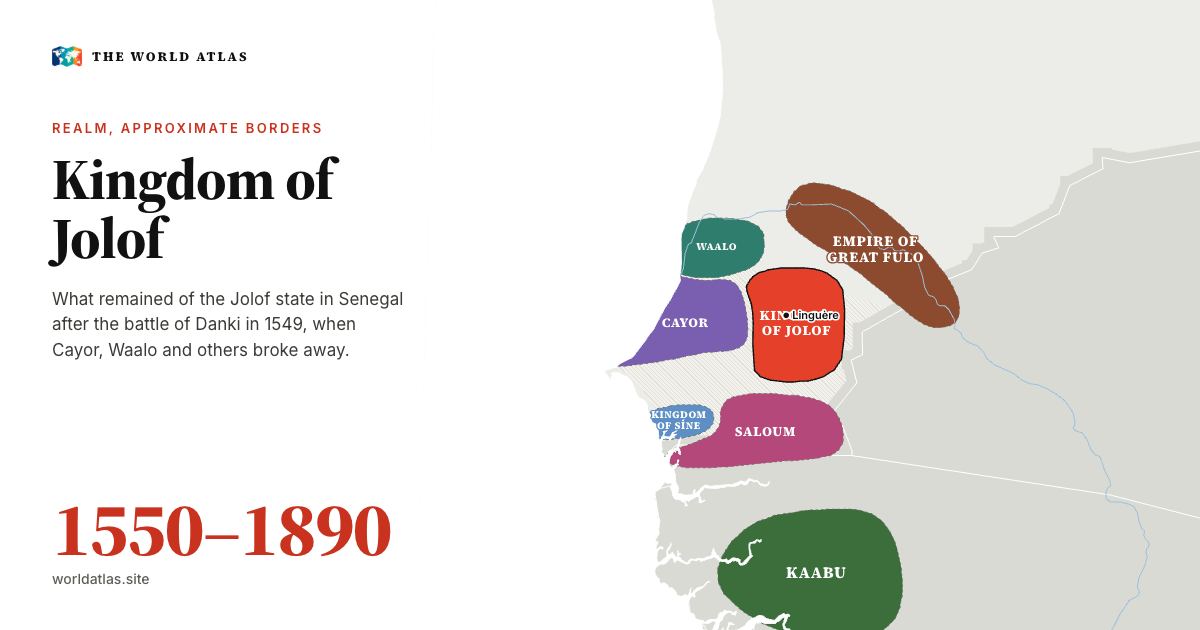 THE WORLD ATLAS
REALM, APPROXIMATE BORDERS
Kingdom of
Jolof
What remained of the Jolof state in Senegal
after the battle of Danki in 1549, when
Cayor, Waalo and others broke away.
1550–1890
worldatlas.site
WAALO
EMPIRE OF
GREAT FULO
CAYOR
Linguère
OF JOLOF
KINGDOM
OF SINE
SALOUM
KAABU